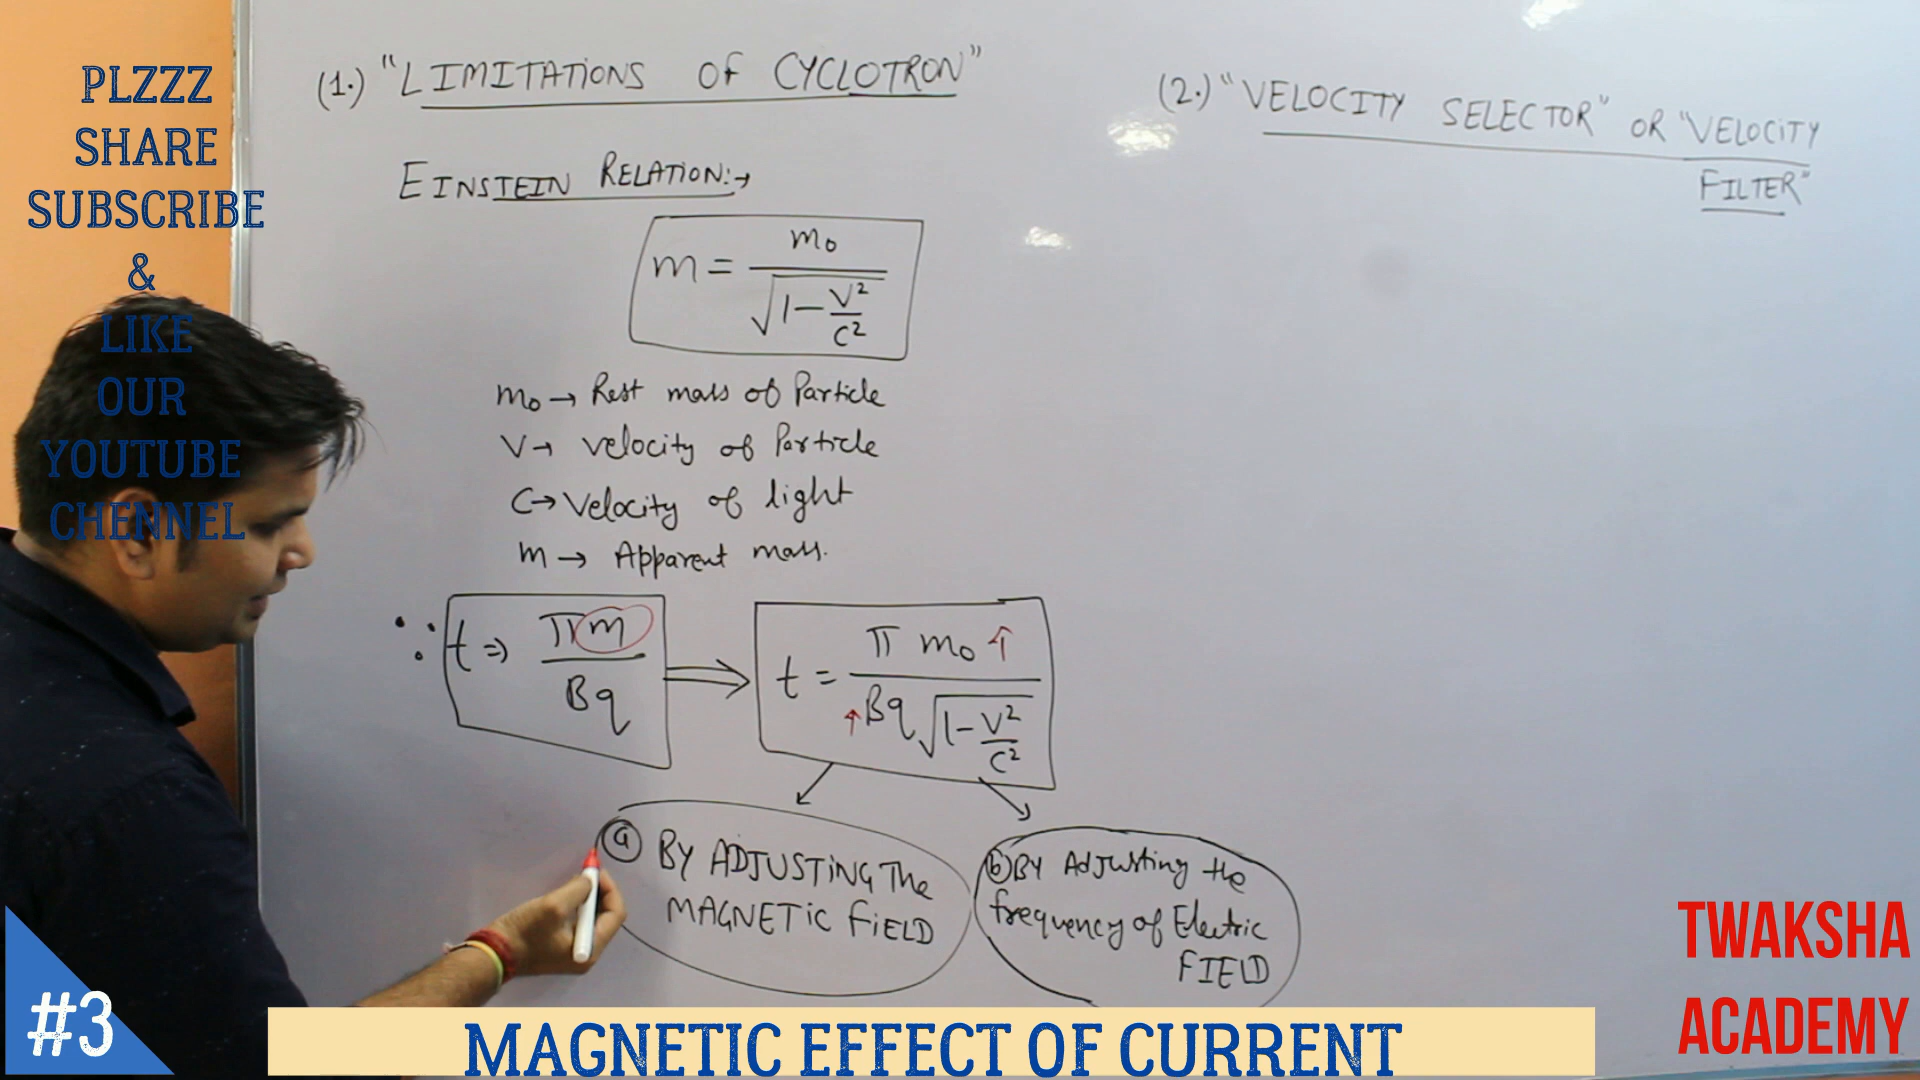 PLZZZ
SHARE
SUBSCRIBE
&
LIKE
OUR
YOUTUBE
CHENNEL
(1.) "LIMITATIONS OF CYCLOTRON"
EINSTEIN RELATION:→
m = m₀ / √(1 - V²/C²)
m₀ → Rest mass of Particle
V → velocity of Particle
C → Velocity of light
m → Apparent mass.
∵ t ⇒ πm / Bq ⟹ t = π m₀ ↑ / ↑ Bq √(1 - V²/C²)
(a) BY ADJUSTING The
MAGNETIC FIELD
(b) BY AdJusting the
frequency of Electric
FIELD
(2.) "VELOCITY SELECTOR" OR "VELOCITY
FILTER"
#3
MAGNETIC EFFECT OF CURRENT
TWAKSHA
ACADEMY